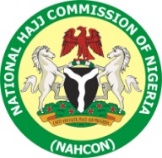 NATIONAL HAJJ COMMISSION OF NIGERIA
(NAHCON)